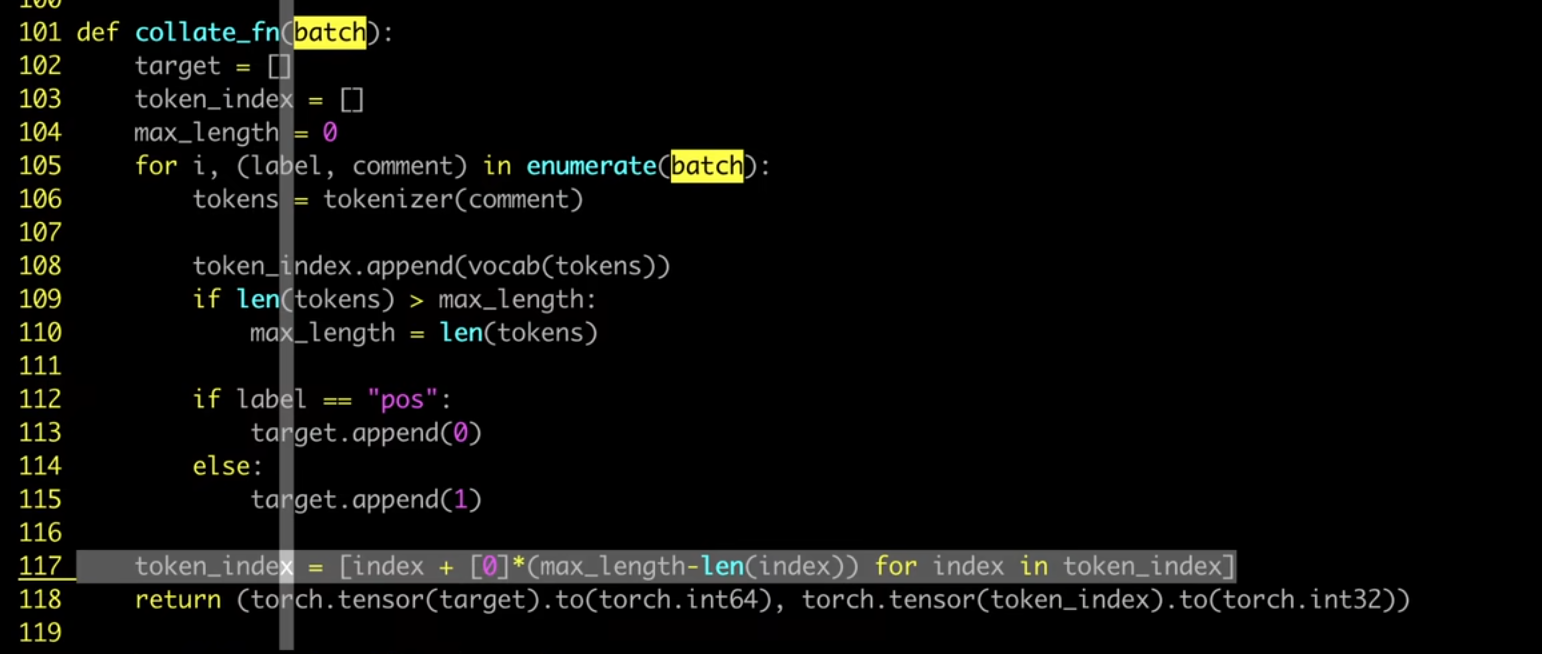 100
101 def collate_fn(batch):
102     target = []
103     token_index = []
104     max_length = 0
105     for i, (label, comment) in enumerate(batch):
106         tokens = tokenizer(comment)
107
108         token_index.append(vocab(tokens))
109         if len(tokens) > max_length:
110             max_length = len(tokens)
111
112         if label == "pos":
113             target.append(0)
114         else:
115             target.append(1)
116
117     token_index = [index + [0]*(max_length-len(index)) for index in token_index]
118     return (torch.tensor(target).to(torch.int64), torch.tensor(token_index).to(torch.int32))
119